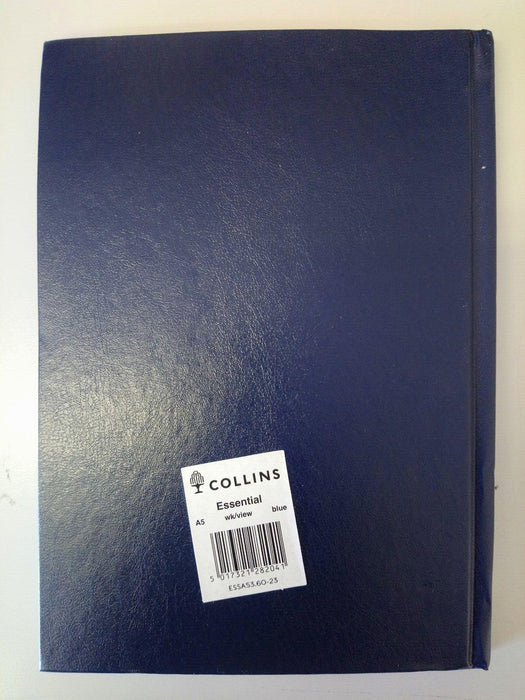 COLLINS
Essential
A5 wk/view blue
5 017321 282041
ESSA53.60-23